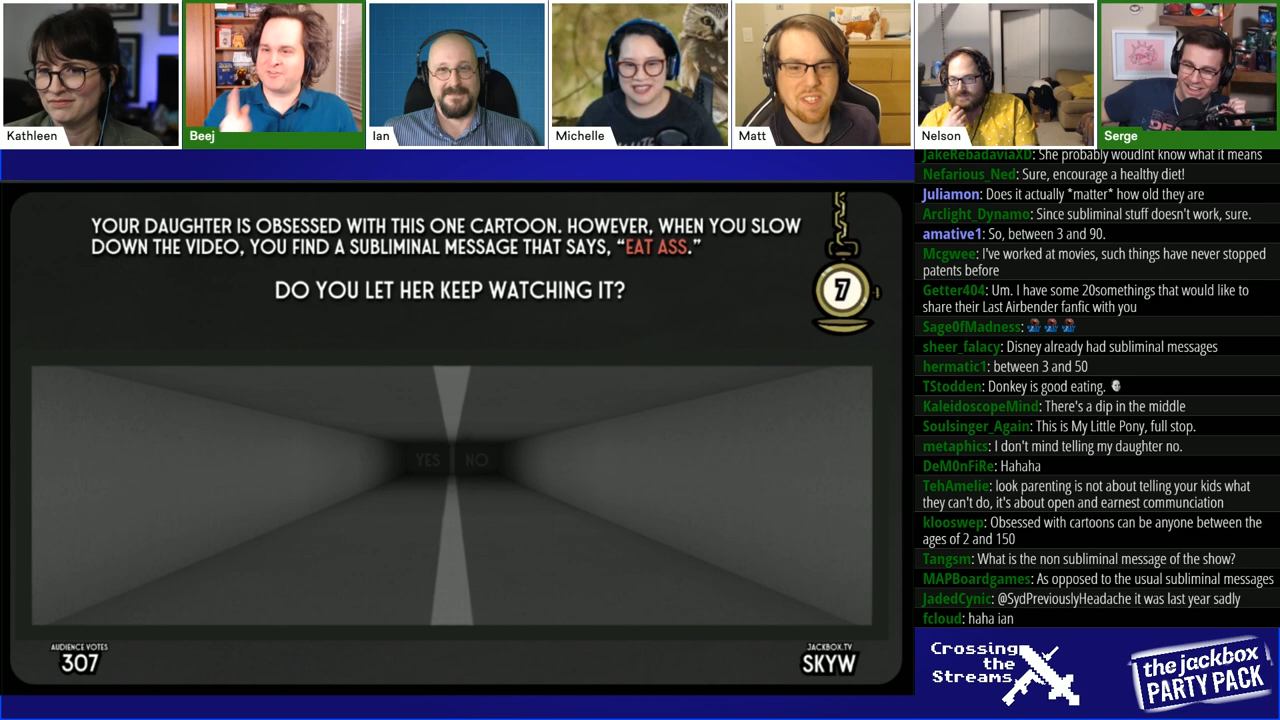 Kathleen
Beej
Ian
Michelle
Matt
Nelson
Serge
YOUR DAUGHTER IS OBSESSED WITH THIS ONE CARTOON. HOWEVER, WHEN YOU SLOW
DOWN THE VIDEO, YOU FIND A SUBLIMINAL MESSAGE THAT SAYS, “EAT ASS.”
DO YOU LET HER KEEP WATCHING IT?
7
YES NO
AUDIENCE VOTES
307
JACKBOX.TV
SKYW
JakeRebadaviaXD: She probably woudlnt know what it means
Nefarious_Ned: Sure, encourage a healthy diet!
Juliamon: Does it actually *matter* how old they are
Arclight_Dynamo: Since subliminal stuff doesn't work, sure.
amative1: So, between 3 and 90.
Mcgwee: I've worked at movies, such things have never stopped
patents before
Getter404: Um. I have some 20somethings that would like to
share their Last Airbender fanfic with you
SageOfMadness:
sheer_falacy: Disney already had subliminal messages
hermatic1: between 3 and 50
TStodden: Donkey is good eating.
KaleidoscopeMind: There's a dip in the middle
Soulsinger_Again: This is My Little Pony, full stop.
metaphics: I don't mind telling my daughter no.
DeM0nFiRe: Hahaha
TehAmelie: look parenting is not about telling your kids what
they can't do, it's about open and earnest communciation
klooswep: Obsessed with cartoons can be anyone between the
ages of 2 and 150
Tangsm: What is the non subliminal message of the show?
MAPBoardgames: As opposed to the usual subliminal messages
JadedCynic: @SydPreviouslyHeadache it was last year sadly
fcloud: haha ian
Crossing
the
Streams
the jackbox
PARTY PACK